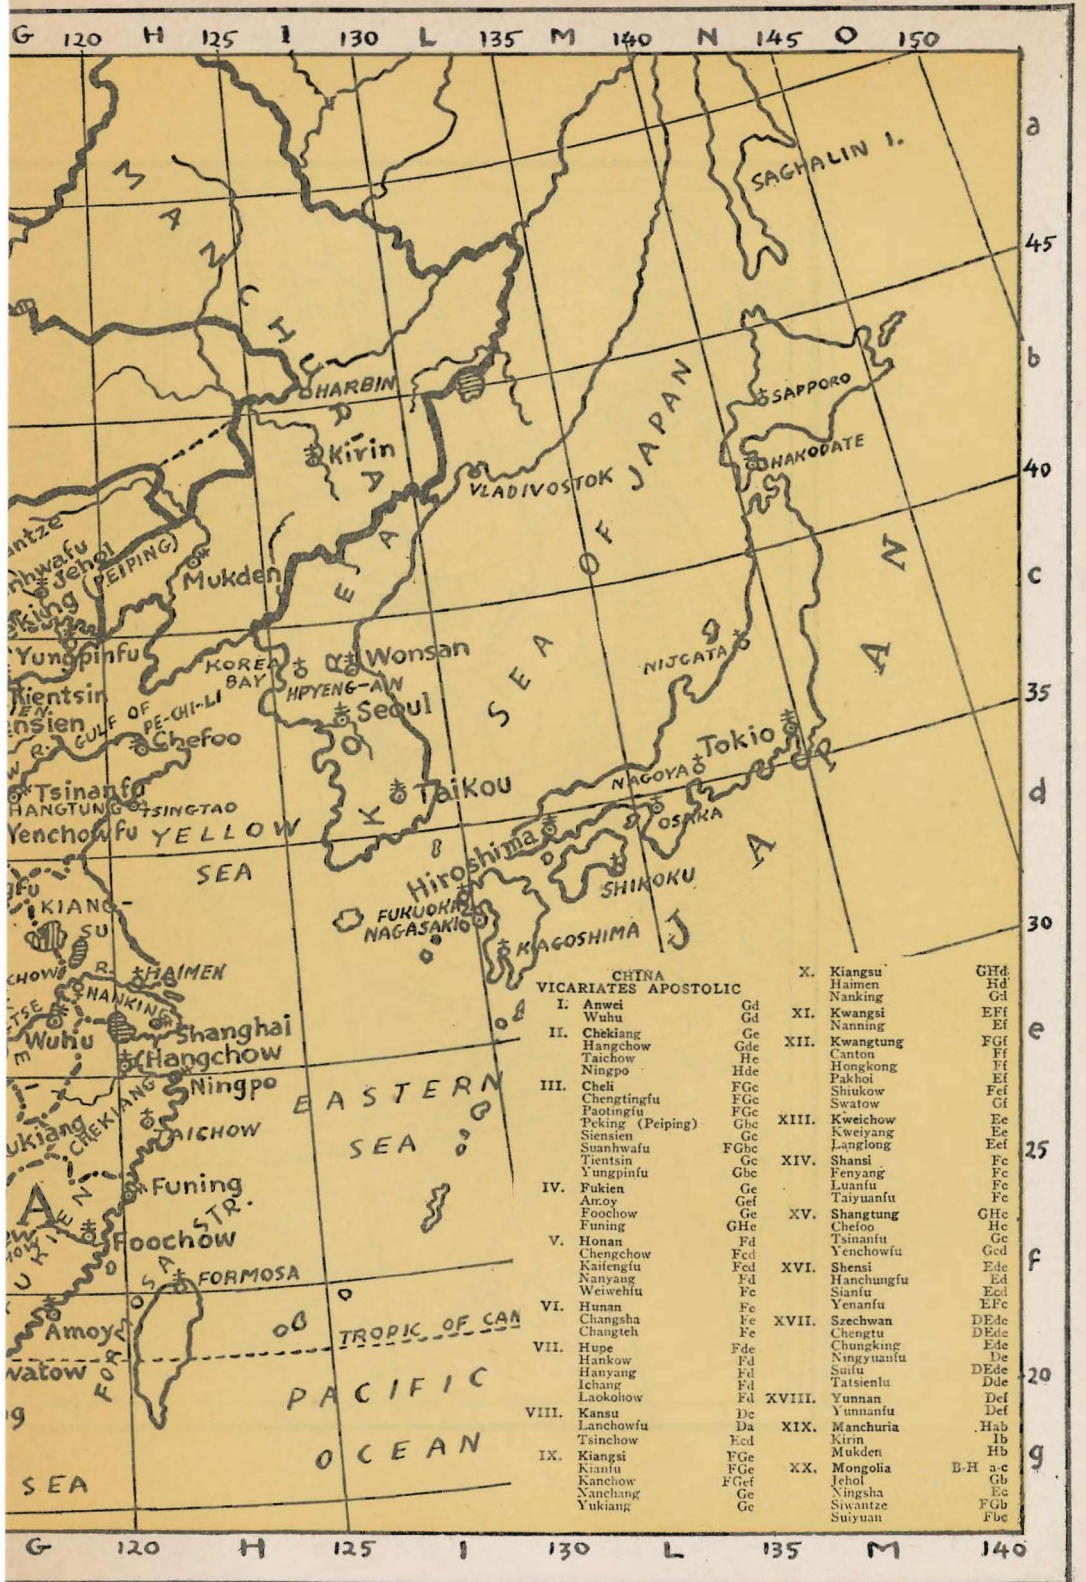 G 120 H 125 I 130 L 135 M 140 N 145 O 150
a
45
b
40
c
35
d
30
e
25
f
20
g
MANCHURIA
SAGHALIN I.
HARBIN
Kirin
VLADIVOSTOK
SAPPORO
HAKODATE
SEA OF JAPAN
JAPAN
Jehol
(PEIPING)
Mukden
Yungpinfu
KOREA
BAY
HPYENG-AN
Wonsan
Seoul
KOREA
NIJGATA
Tientsin
GULF OF
PE-CHI-LI
Chefoo
Tsinanfu
TSINGTAO
Yenchowfu
Taikou
Tokio
NAGOYA
OSAKA
YELLOW
SEA
Hiroshima
SHIKOKU
FUKUOKA
NAGASAKI
KAGOSHIMA
KIANG-
SU
R.
HAIMEN
NANKING
Wuhu
Shanghai
Hangchow
Ningpo
CHEKIANG
TAICHOW
EASTERN
SEA
Funing
Foochow
FORMOSA
STR.
Amoy
TROPIC OF CAN
PACIFIC
OCEAN
SEA
CHINA
VICARIATES APOSTOLIC
I. Anwei Gd
Wuhu Gd
II. Chekiang Ge
Hangchow Gde
Taichow He
Ningpo Hde
III. Cheli FGc
Chengtingfu FGc
Paotingfu FGc
Peking (Peiping) Gbc
Siensien Gc
Suanhwafu FGbc
Tientsin Gc
Yungpinfu Gbc
IV. Fukien Ge
Amoy Gef
Foochow Ge
Funing GHe
V. Honan Fd
Chengchow Fcd
Kaifengfu Fcd
Nanyang Fd
Weiwehfu Fc
VI. Hunan Fe
Changsha Fe
Changteh Fe
VII. Hupe Fde
Hankow Fd
Hanyang Fd
Ichang Fd
Laokohow Fd
VIII. Kansu Dc
Lanchowfu Da
Tsinchow Ecd
IX. Kiangsi FGe
Kianfu FGe
Kanchow FGef
Nanchang Ge
Yukiang Ge
X. Kiangsu GHd
Haimen Hd
Nanking Gd
XI. Kwangsi EFf
Nanning Ef
XII. Kwangtung FGf
Canton Ff
Hongkong Ff
Pakhoi Ef
Shiukow Fef
Swatow Gf
XIII. Kweichow Ee
Kweiyang Ee
Langlong Eef
XIV. Shansi Fc
Fenyang Fc
Luanfu Fc
Taiyuanfu Fc
XV. Shangtung GHc
Chefoo Hc
Tsinanfu Gc
Yenchowfu Gcd
XVI. Shensi Ede
Hanchungfu Ed
Sianfu Ecd
Yenanfu EFc
XVII. Szechwan DEde
Chengtu DEde
Chungking Ede
Ningyuanfu De
Suifu DEde
Tatsienlu Dde
XVIII. Yunnan Def
Yunnanfu Def
XIX. Manchuria Hab
Kirin Ib
Mukden Hb
XX. Mongolia B-H a-c
Jehol Gb
Ningsha Ec
Siwantze FGb
Suiyuan Fbc
G 120 H 125 I 130 L 135 M 140